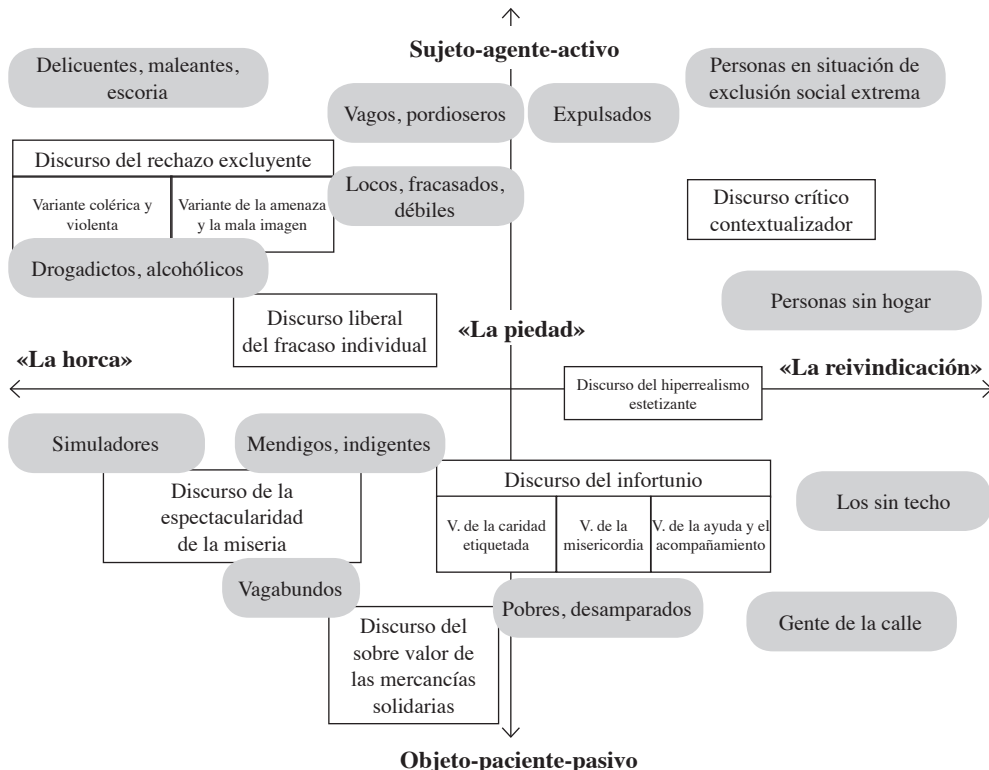 Sujeto-agente-activo
Delicuentes, maleantes,
escoria
Vagos, pordioseros
Expulsados
Personas en situación de
exclusión social extrema
Discurso del rechazo excluyente
Variante colérica y
violenta
Variante de la amenaza
y la mala imagen
Locos, fracasados,
débiles
Discurso crítico
contextualizador
Drogadictos, alcohólicos
Personas sin hogar
Discurso liberal
del fracaso individual
«La piedad»
«La horca»
«La reivindicación»
Discurso del hiperrealismo
estetizante
Simuladores
Mendigos, indigentes
Discurso de la
espectacularidad
de la miseria
Discurso del infortunio
V. de la caridad
etiquetada
V. de la
misericordia
V. de la ayuda y el
acompañamiento
Los sin techo
Vagabundos
Pobres, desamparados
Gente de la calle
Discurso del
sobre valor de
las mercancías
solidarias
Objeto-paciente-pasivo